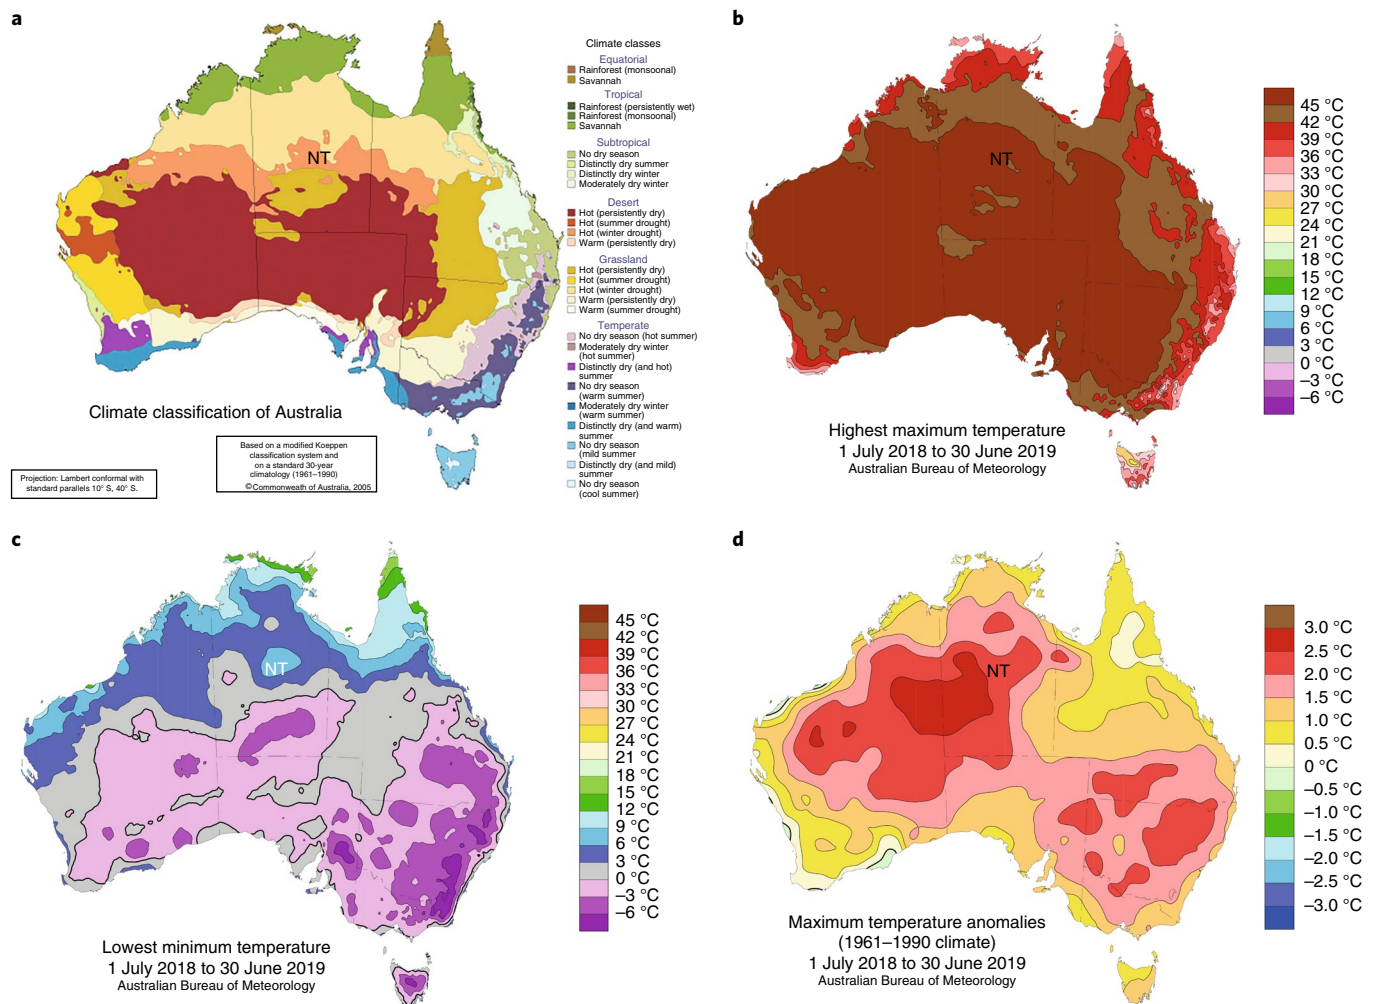 a
Climate classes
Equatorial
Rainforest (monsoonal)
Savannah
Tropical
Rainforest (persistently wet)
Rainforest (monsoonal)
Savannah
Subtropical
No dry season
Distinctly dry summer
Distinctly dry winter
Moderately dry winter
Desert
Hot (persistently dry)
Hot (summer drought)
Hot (winter drought)
Warm (persistently dry)
Grassland
Hot (persistently dry)
Hot (summer drought)
Hot (winter drought)
Warm (persistently dry)
Warm (summer drought)
Temperate
No dry season (hot summer)
Moderately dry winter
(hot summer)
Distinctly dry (and hot)
summer
No dry season
(warm summer)
Moderately dry winter
(warm summer)
Distinctly dry (and warm)
summer
No dry season
(mild summer
Distinctly dry (and mild)
summer
No dry season
(cool summer)
NT
Climate classification of Australia
Based on a modified Koeppen
classification system and
on a standard 30-year
climatology (1961–1990)
©Commonwealth of Australia, 2005
Projection: Lambert conformal with
standard parallels 10° S, 40° S.
b
NT
45 °C
42 °C
39 °C
36 °C
33 °C
30 °C
27 °C
24 °C
21 °C
18 °C
15 °C
12 °C
9 °C
6 °C
3 °C
0 °C
–3 °C
–6 °C
Highest maximum temperature
1 July 2018 to 30 June 2019
Australian Bureau of Meteorology
c
NT
45 °C
42 °C
39 °C
36 °C
33 °C
30 °C
27 °C
24 °C
21 °C
18 °C
15 °C
12 °C
9 °C
6 °C
3 °C
0 °C
–3 °C
–6 °C
Lowest minimum temperature
1 July 2018 to 30 June 2019
Australian Bureau of Meteorology
d
NT
3.0 °C
2.5 °C
2.0 °C
1.5 °C
1.0 °C
0.5 °C
0 °C
–0.5 °C
–1.0 °C
–1.5 °C
–2.0 °C
–2.5 °C
–3.0 °C
Maximum temperature anomalies
(1961–1990 climate)
1 July 2018 to 30 June 2019
Australian Bureau of Meteorology